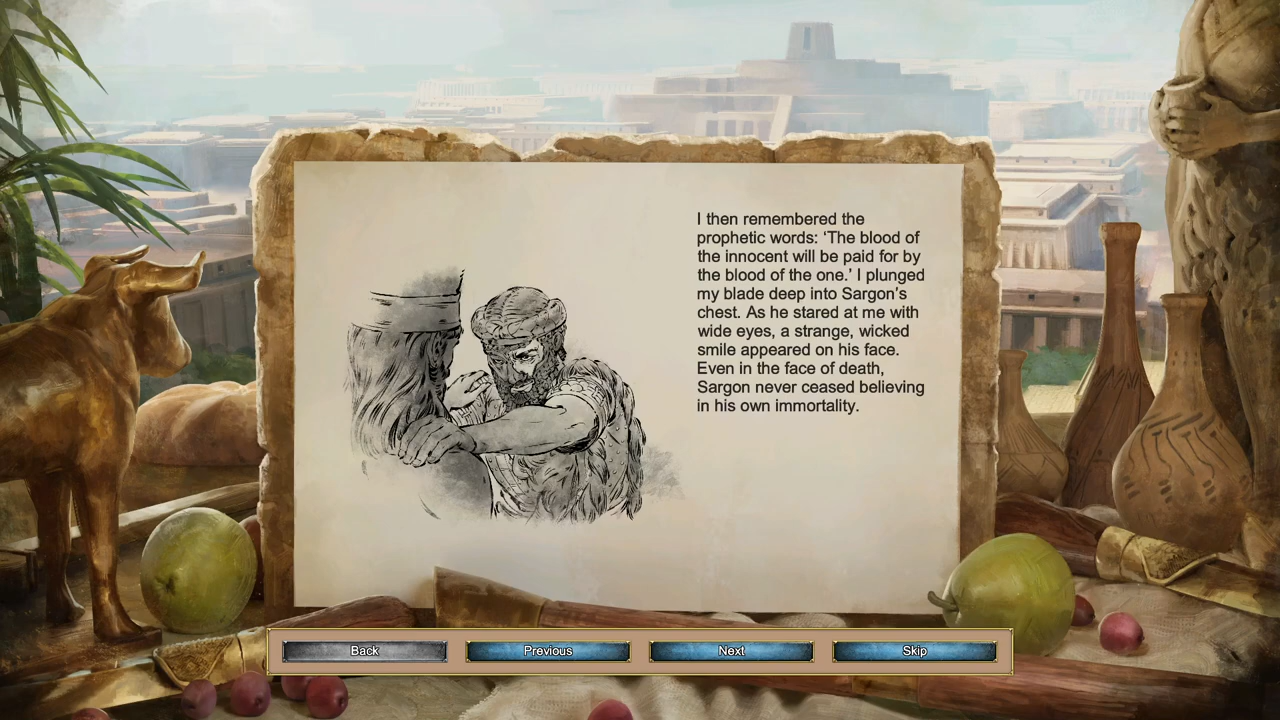 I then remembered the
prophetic words: ‘The blood of
the innocent will be paid for by
the blood of the one.’ I plunged
my blade deep into Sargon’s
chest. As he stared at me with
wide eyes, a strange, wicked
smile appeared on his face.
Even in the face of death,
Sargon never ceased believing
in his own immortality.
Back
Previous
Next
Skip